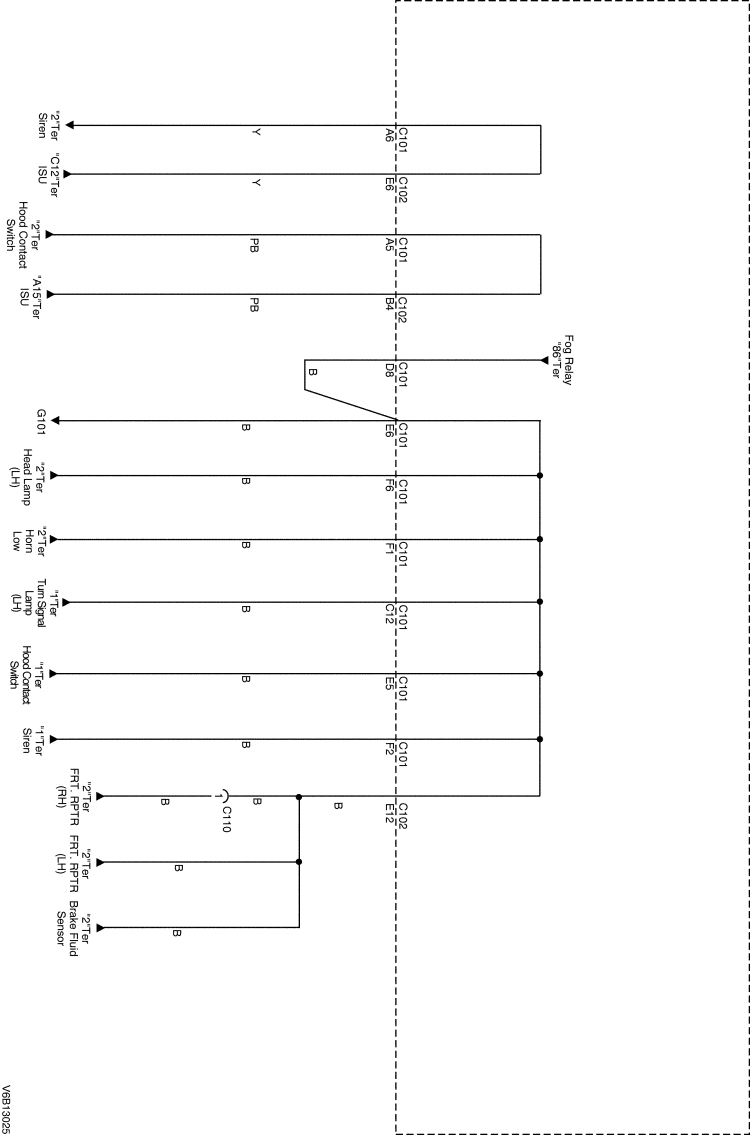 Fog Relay
"86"Ter
C101
A6
C102
E6
C101
A5
C102
B4
C101
D8
C101
E6
C101
F6
C101
F1
C101
C12
C101
E5
C101
F2
C102
E12
Y
Y
PB
PB
B
B
B
B
B
B
B
B
B
C110
1
B
B
B
"2"Ter
Siren
"C12"Ter
ISU
"2"Ter
Hood Contact
Switch
"A15"Ter
ISU
G101
"2"Ter
Head Lamp
(LH)
"2"Ter
Horn
Low
"1"Ter
Turn Signal
Lamp
(LH)
"1"Ter
Hood Contact
Switch
"1"Ter
Siren
"2"Ter
FRT. RPTR
(RH)
"2"Ter
FRT. RPTR
(LH)
"2"Ter
Brake Fluid
Sensor
V6B13025